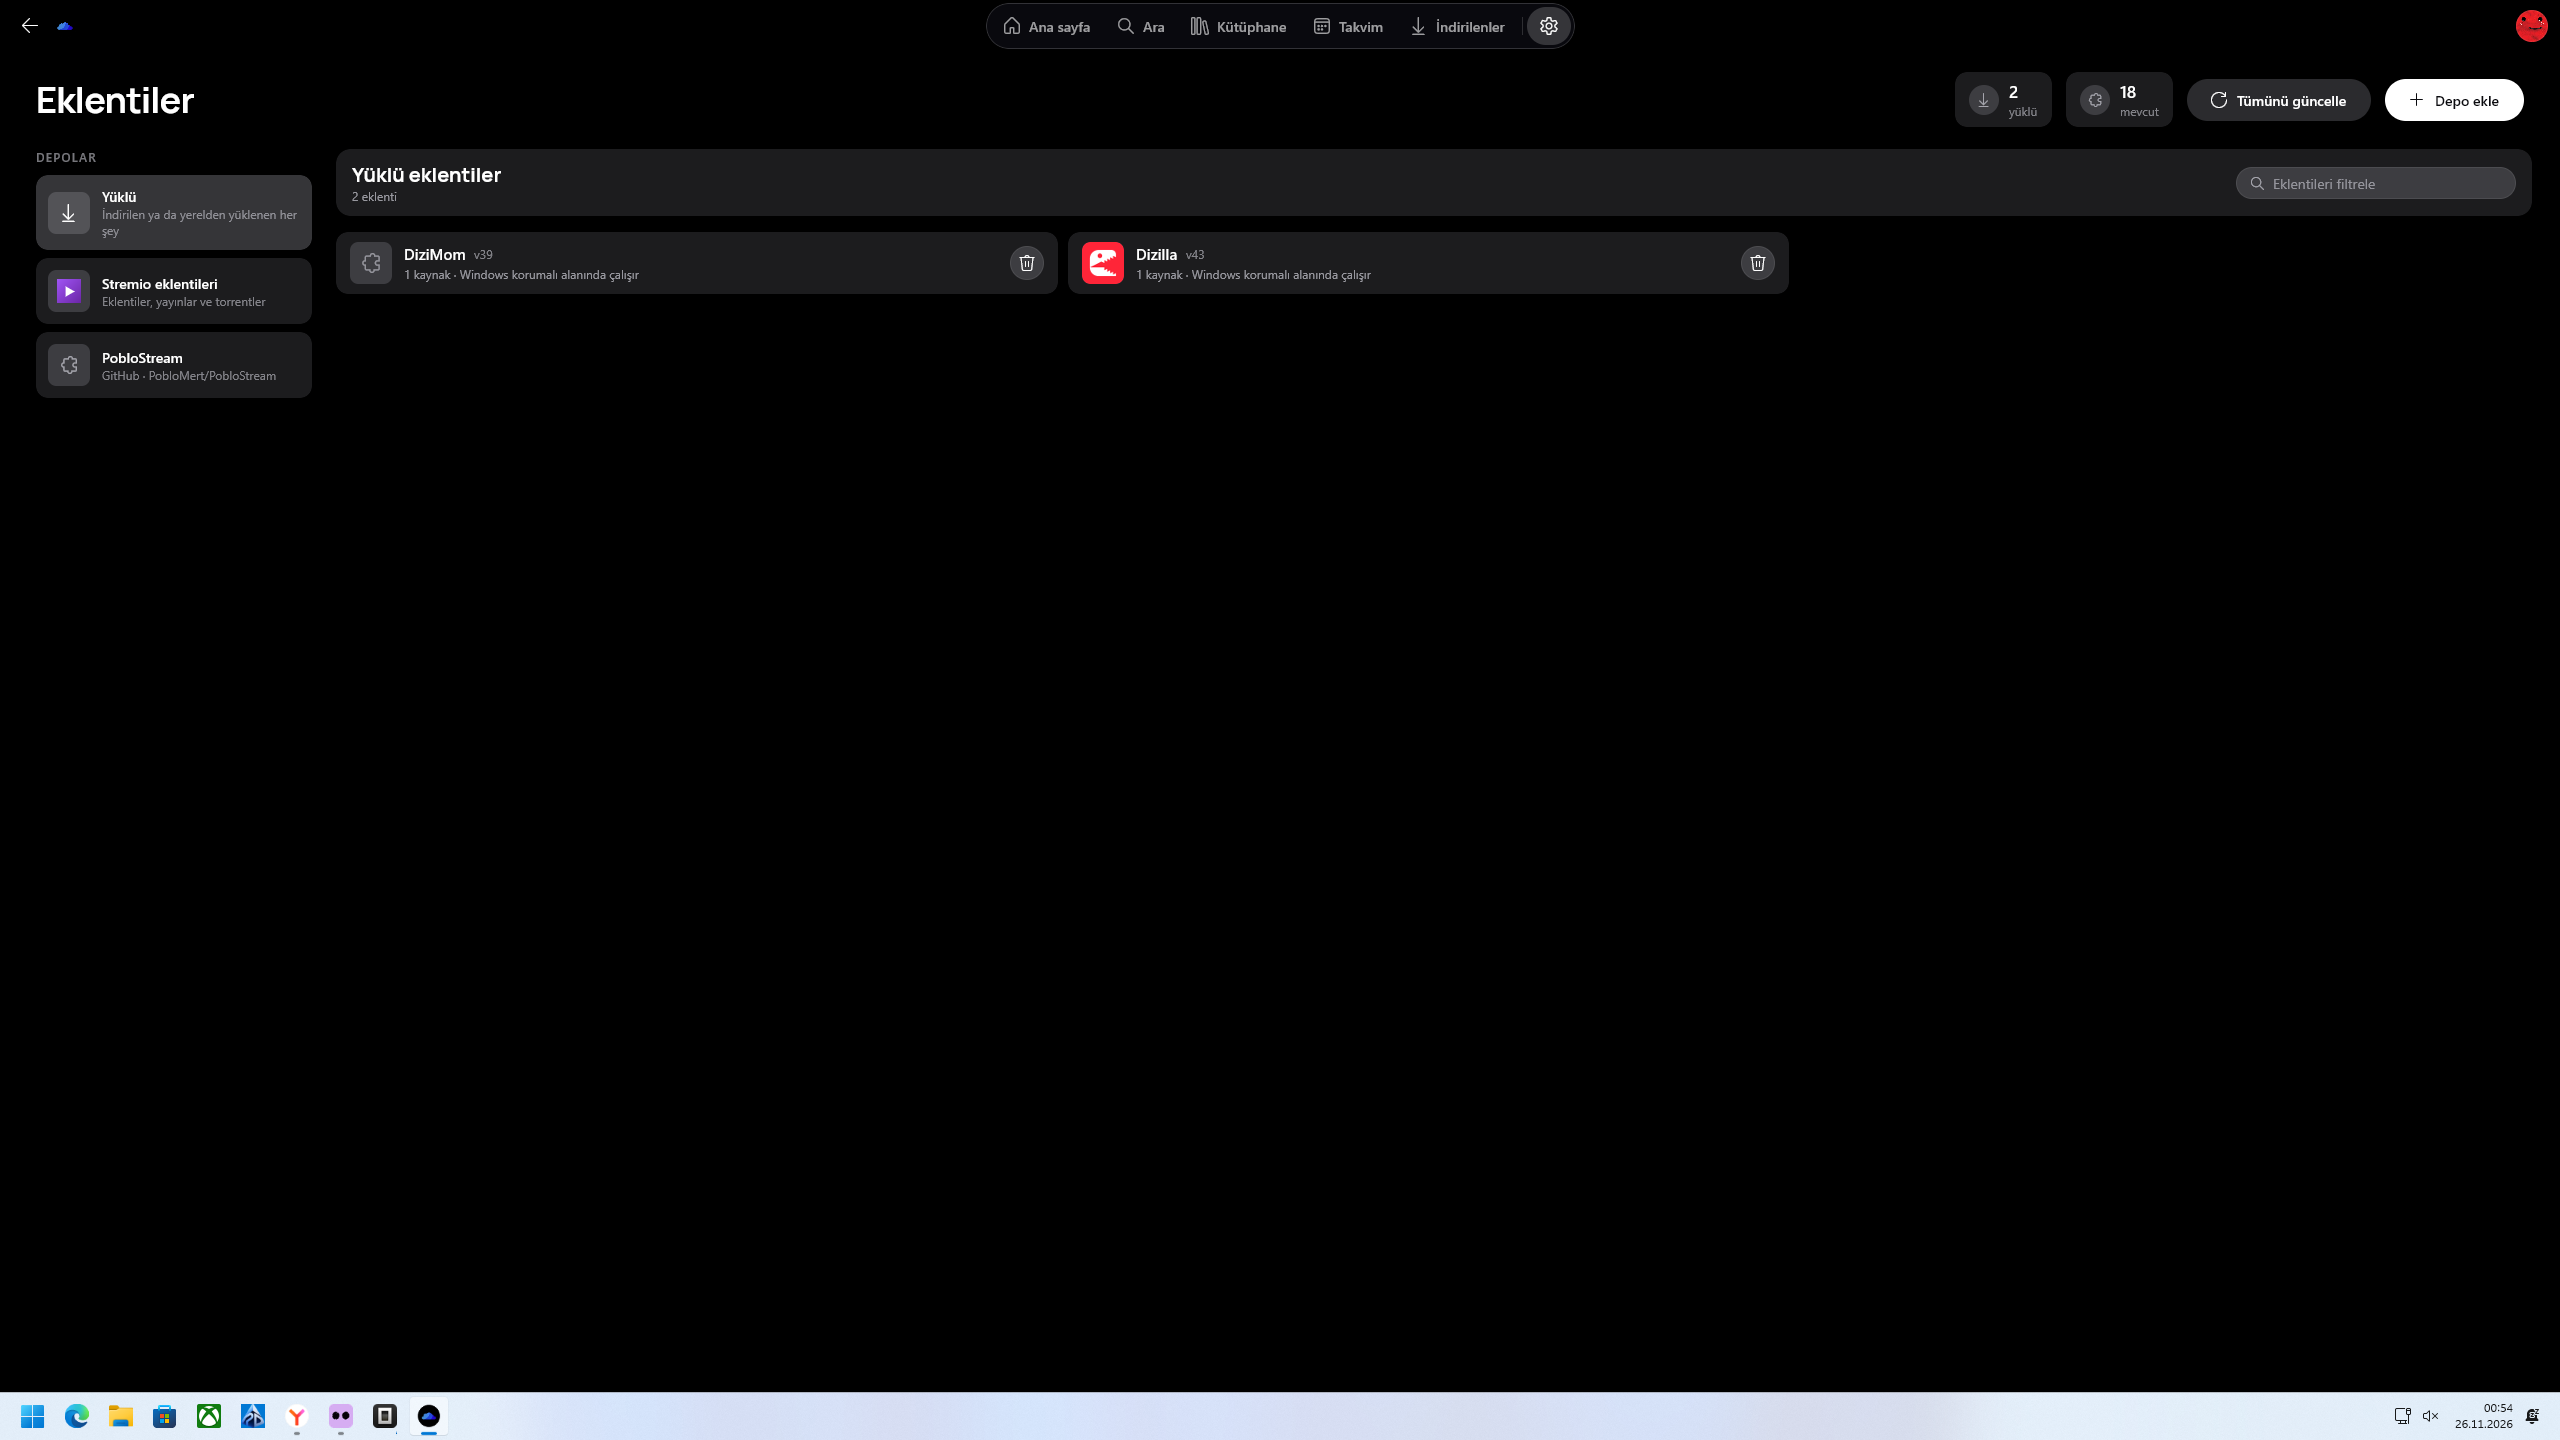 Ana sayfa
Ara
Kütüphane
Takvim
İndirilenler
Eklentiler
2
yüklü
18
mevcut
Tümünü güncelle
Depo ekle
DEPOLAR
Yüklü
İndirilen ya da yerelden yüklenen her
şey
Stremio eklentileri
Eklentiler, yayınlar ve torrentler
PobloStream
GitHub · PobloMert/PobloStream
Yüklü eklentiler
2 eklenti
Eklentileri filtrele
DiziMom v39
1 kaynak · Windows korumalı alanında çalışır
Dizilla v43
1 kaynak · Windows korumalı alanında çalışır
00:54
26.11.2026